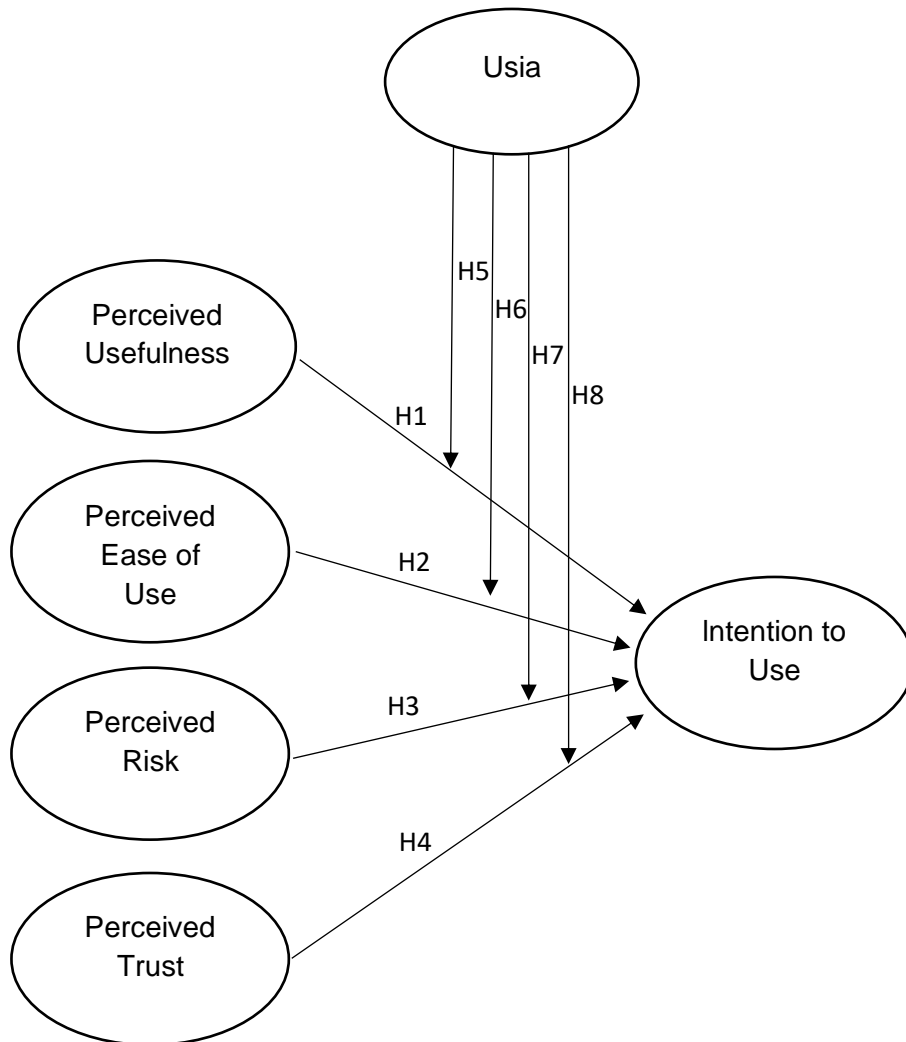 Usia
H5
H6
H7
H8
Perceived
Usefulness
H1
Perceived
Ease of
Use
H2
Perceived
Risk
H3
Perceived
Trust
H4
Intention to
Use